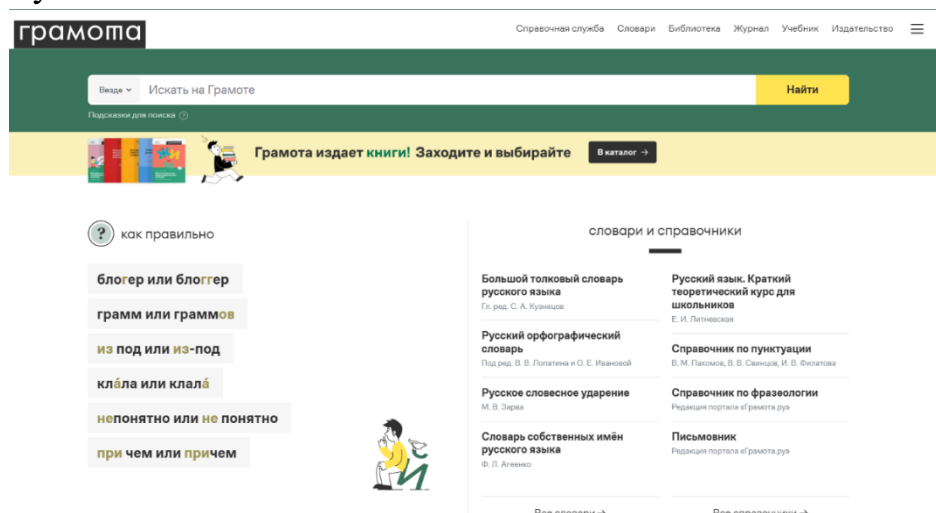 грамота
Справочная служба Словари Библиотека Журнал Учебник Издательство
Везде Искать на Грамоте Найти
Подсказки для поиска ?
Грамота издает книги! Заходите и выбирайте В каталог →
? как правильно
блогер или блоггер
грамм или граммов
из под или из-под
кла́ла или клала́
непонятно или не понятно
при чем или причем
словари и справочники
Большой толковый словарь
русского языка
Гл. ред. С. А. Кузнецов
Русский орфографический
словарь
Под ред. В. В. Лопатина и О. Е. Ивановой
Русское словесное ударение
М. В. Зарва
Словарь собственных имён
русского языка
Ф. Л. Агеенко
Русский язык. Краткий
теоретический курс для
школьников
Е. И. Литневская
Справочник по пунктуации
В. М. Пахомов, В. В. Свинцов, И. В. Филатова
Справочник по фразеологии
Редакция портала «Грамота.ру»
Письмовник
Редакция портала «Грамота.ру»
Все словари → Все справочники →